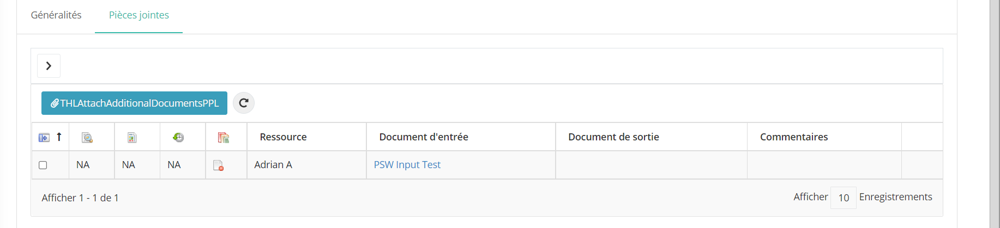 Généralités Pièces jointes
THLAttachAdditionalDocumentsPPL
Ressource Document d'entrée Document de sortie Commentaires
NA NA NA Adrian A PSW Input Test
Afficher 1 - 1 de 1 Afficher 10 Enregistrements